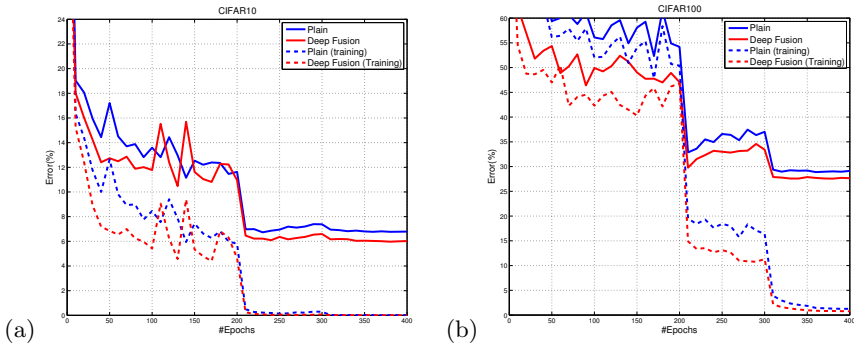 CIFAR10
Plain
Deep Fusion
Plain (training)
Deep Fusion (Training)
24
22
20
18
16
14
12
10
8
6
4
2
0
Error(%)
0 50 100 150 200 250 300 350 400
#Epochs
(a)
CIFAR100
Plain
Deep Fusion
Plain (training)
Deep Fusion (Training)
60
55
50
45
40
35
30
25
20
15
10
5
0
Error(%)
0 50 100 150 200 250 300 350 400
#Epochs
(b)